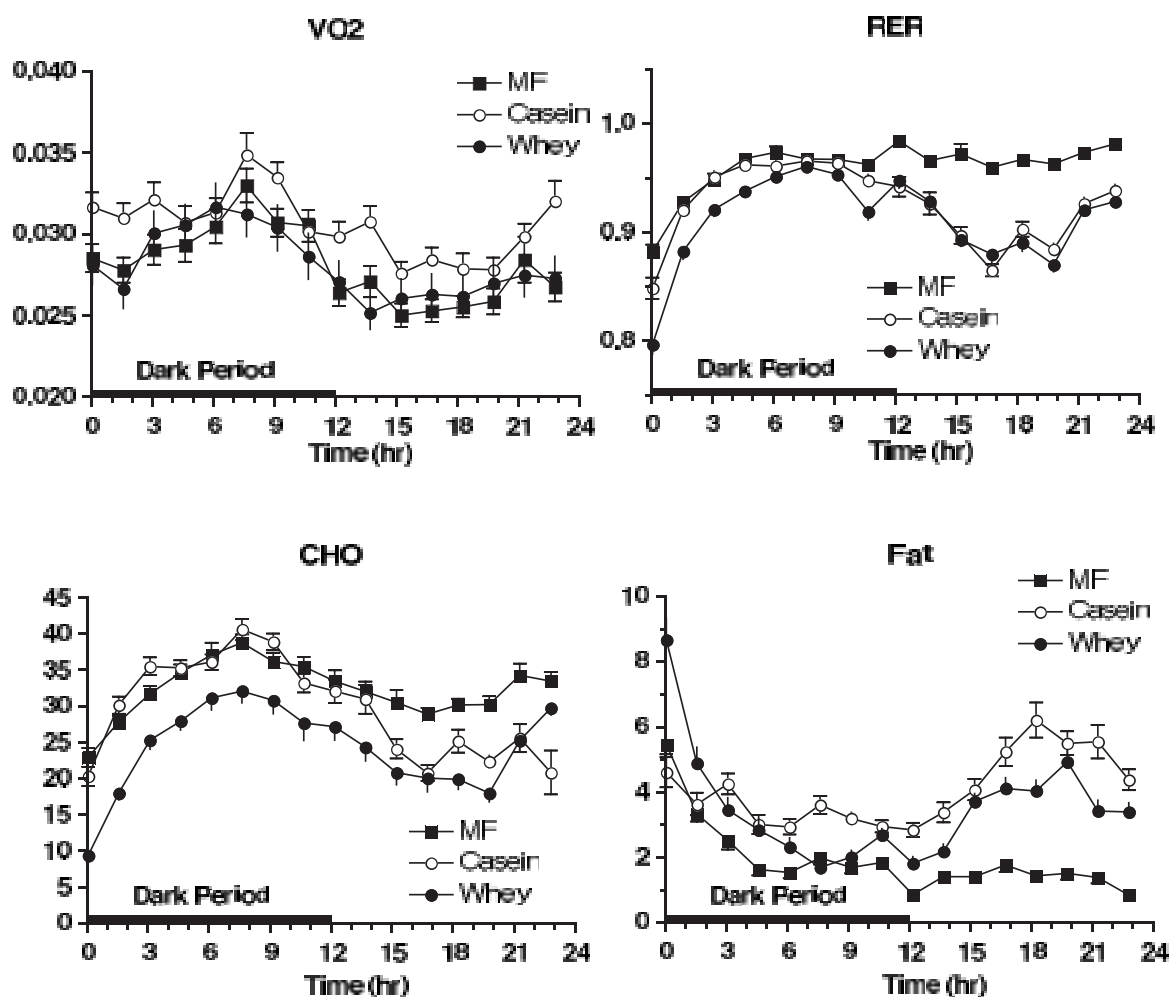 VO2
0,040
0,035
0,030
0,025
0,020
MF
Casein
Whey
Dark Period
0 3 6 9 12 15 18 21 24
Time (hr)
RER
1,0
0,9
0,8
MF
Casein
Whey
Dark Period
0 3 6 9 12 15 18 21 24
Time (hr)
CHO
45
40
35
30
25
20
15
10
5
0
MF
Casein
Whey
Dark Period
0 3 6 9 12 15 18 21 24
Time (hr)
Fat
10
8
6
4
2
0
MF
Casein
Whey
Dark Period
0 3 6 9 12 15 18 21 24
Time (hr)